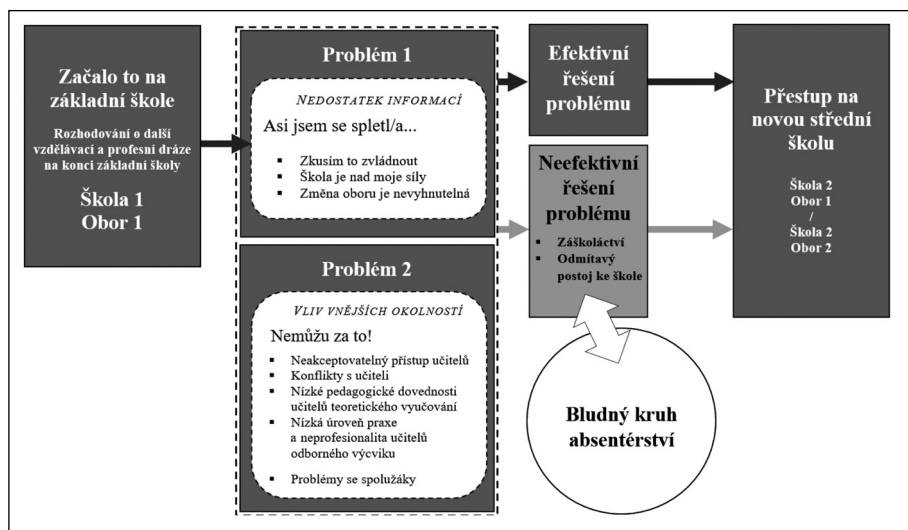 Začalo to na
základní škole
Rozhodování o další
vzdělávací a profesní dráze
na konci základní školy
Škola 1
Obor 1
Problém 1
NEDOSTATEK INFORMACÍ
Asi jsem se spletl/a...
▪ Zkusím to zvládnout
▪ Škola je nad moje síly
▪ Změna oboru je nevyhnutelná
Problém 2
VLIV VNĚJŠÍCH OKOLNOSTÍ
Nemůžu za to!
▪ Neakceptovatelný přístup učitelů
▪ Konflikty s učiteli
▪ Nízké pedagogické dovednosti
učitelů teoretického vyučování
▪ Nízká úroveň praxe
a neprofesionalita učitelů
odborného výcviku
▪ Problémy se spolužáky
Efektivní
řešení
problému
Neefektivní
řešení
problému
▪ Záškoláctví
▪ Odmítavý
postoj ke škole
Bludný kruh
absentérství
Přestup na
novou střední
školu
Škola 2
Obor 1
/
Škola 2
Obor 2